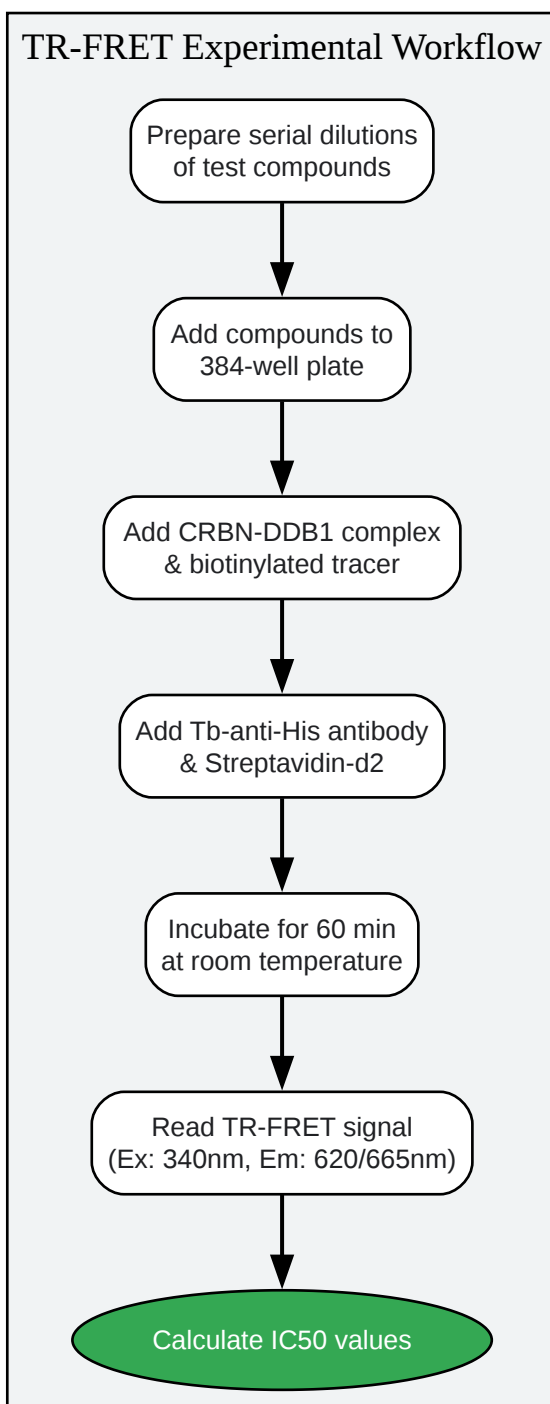 TR-FRET Experimental Workflow
Prepare serial dilutions
of test compounds
Add compounds to
384-well plate
Add CRBN-DDB1 complex
& biotinylated tracer
Add Tb-anti-His antibody
& Streptavidin-d2
Incubate for 60 min
at room temperature
Read TR-FRET signal
(Ex: 340nm, Em: 620/665nm)
Calculate IC50 values